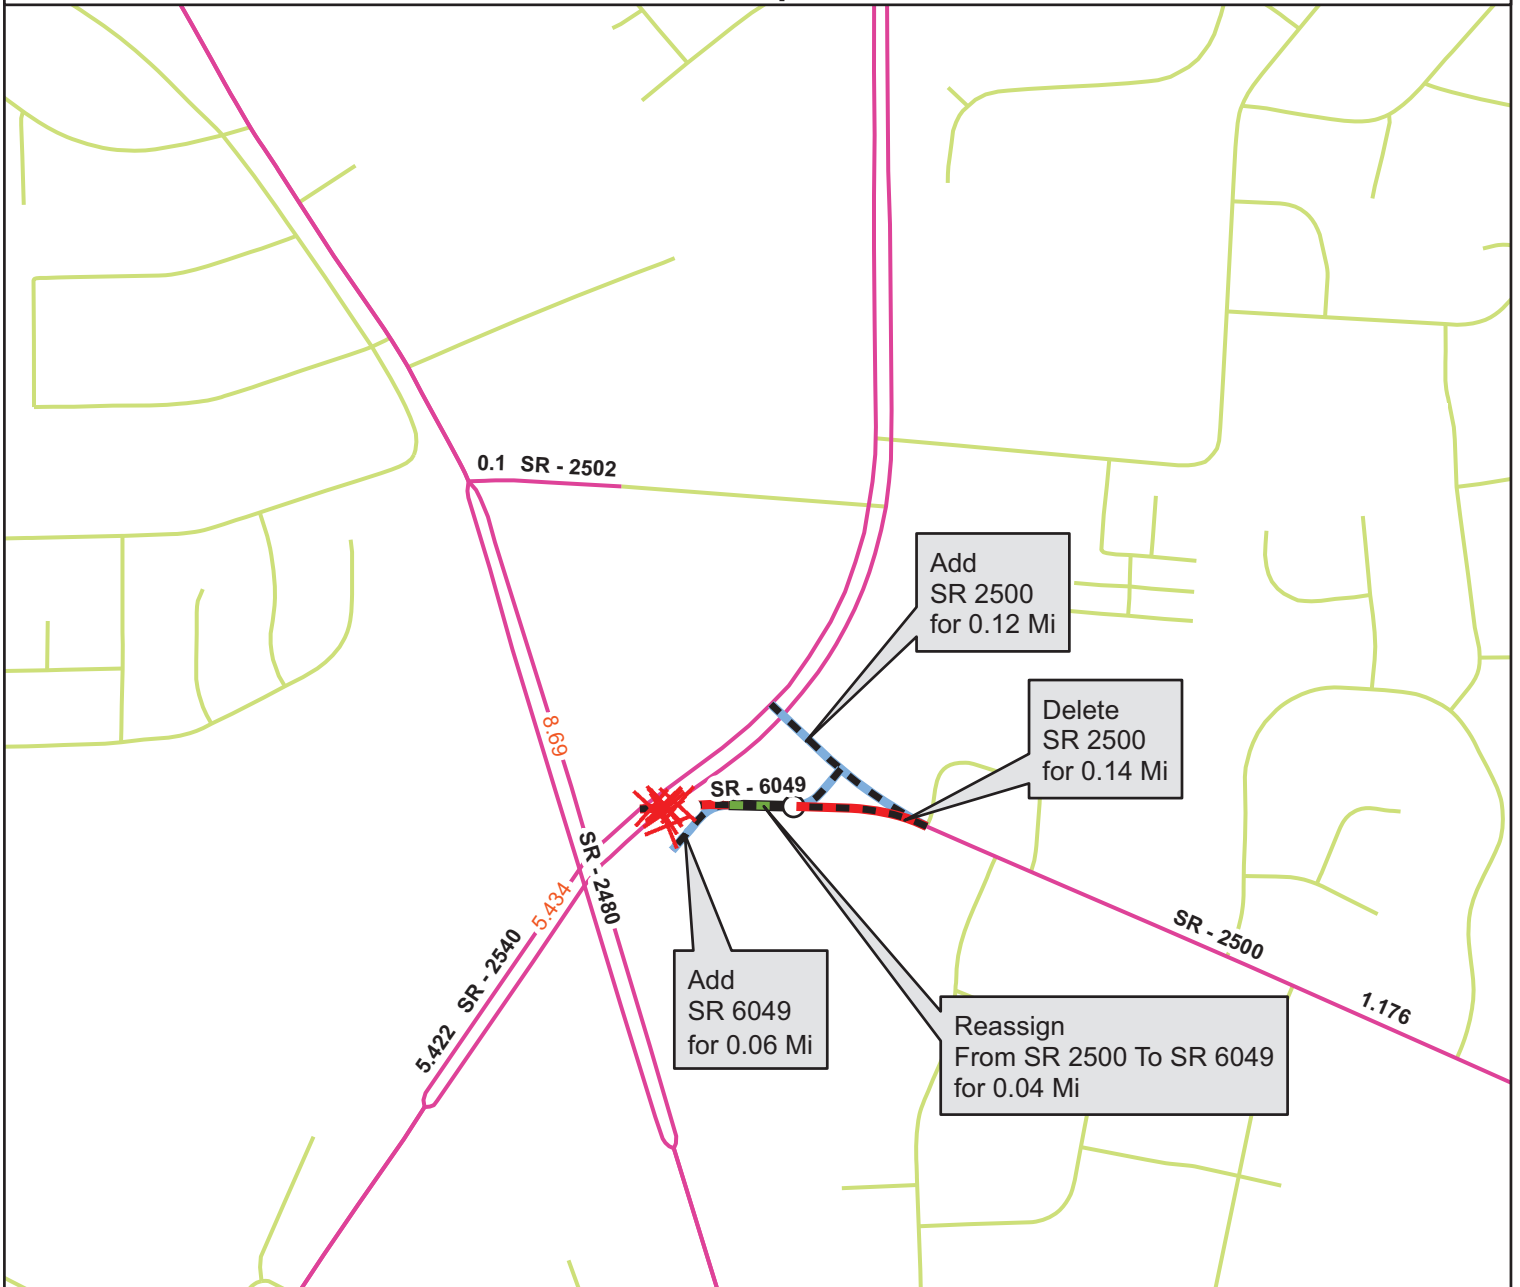 0.1 SR - 2502
Add
SR 2500
for 0.12 Mi
Delete
SR 2500
for 0.14 Mi
8.69
SR - 6049
SR - 2480
5.434
SR - 2540
5.422
SR - 2500
1.176
Add
SR 6049
for 0.06 Mi
Reassign
From SR 2500 To SR 6049
for 0.04 Mi